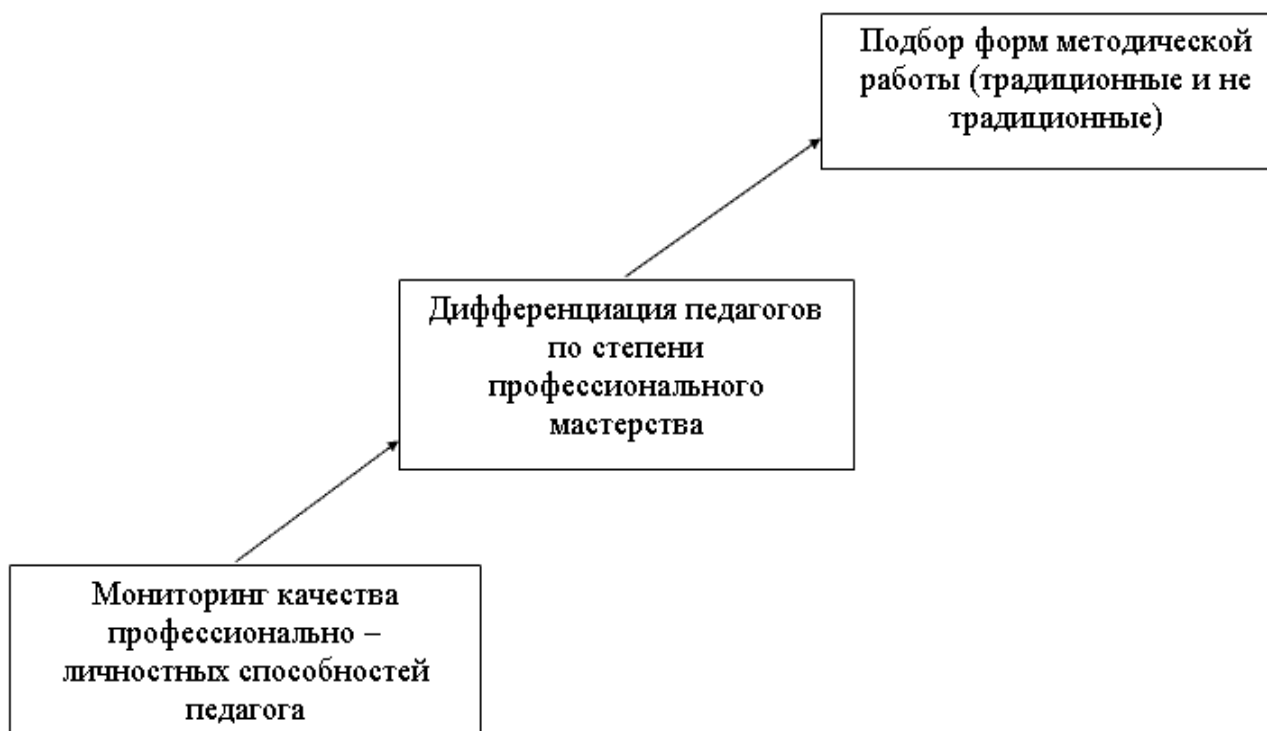 Подбор форм методической
работы (традиционные и не
традиционные)
Дифференциация педагогов
по степени
профессионального
мастерства
Мониторинг качества
профессионально –
личностных способностей
педагога